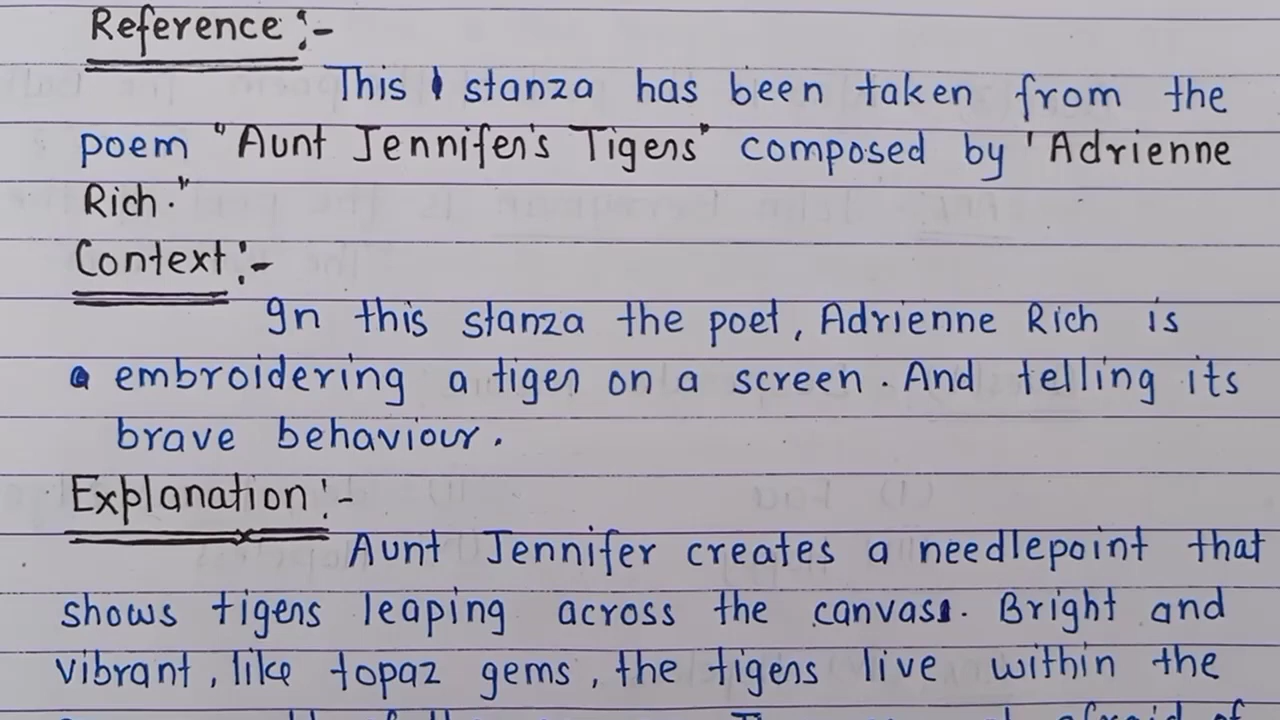 Reference :-
This stanza has been taken from the
poem "Aunt Jennifer's Tigers" composed by 'Adrienne
Rich."
Context :-
In this stanza the poet, Adrienne Rich is
embroidering a tiger on a screen. And telling its
brave behaviour.
Explanation :-
Aunt Jennifer creates a needlepoint that
shows tigers leaping across the canvas. Bright and
vibrant, like topaz gems, the tigers live within the
afraid of